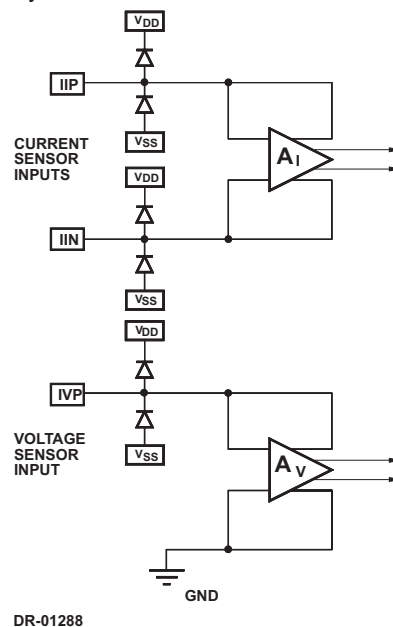 VDD
IIP
VSS
CURRENT
SENSOR
INPUTS
AI
VDD
IIN
VSS
VDD
IVP
VSS
VOLTAGE
SENSOR
INPUT
AV
GND
DR-01288